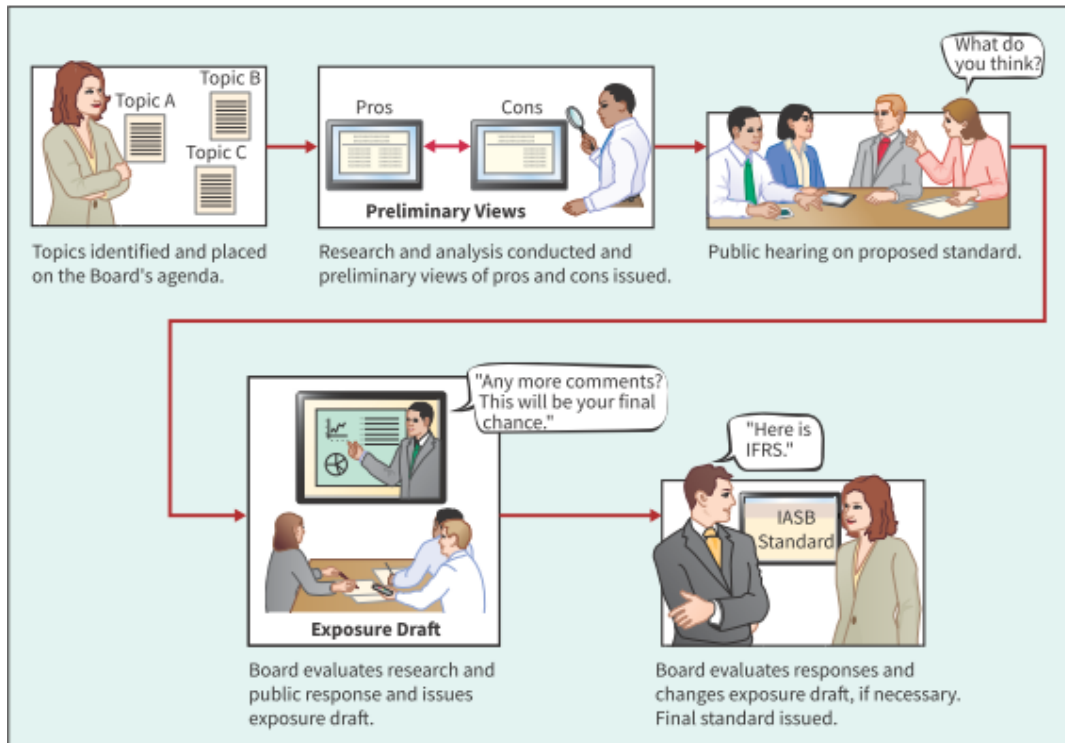 Topic A
Topic B
Topic C
Topics identified and placed
on the Board's agenda.
Pros
Cons
Preliminary Views
Research and analysis conducted and
preliminary views of pros and cons issued.
What do
you think?
Public hearing on proposed standard.
"Any more comments?
This will be your final
chance."
Exposure Draft
Board evaluates research and
public response and issues
exposure draft.
"Here is
IFRS."
IASB
Standard
Board evaluates responses and
changes exposure draft, if necessary.
Final standard issued.